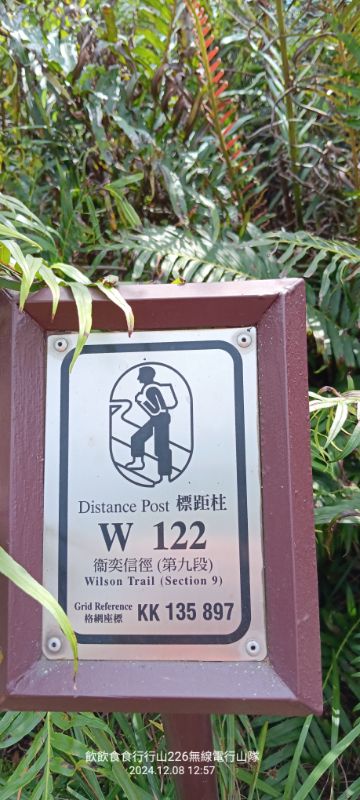 Distance Post 標距柱
W 122
衞奕信徑 (第九段)
Wilson Trail (Section 9)
Grid Reference
格網座標
KK 135 897
飲飲食食行行山226無線電行山隊
2024.12.08 12:57